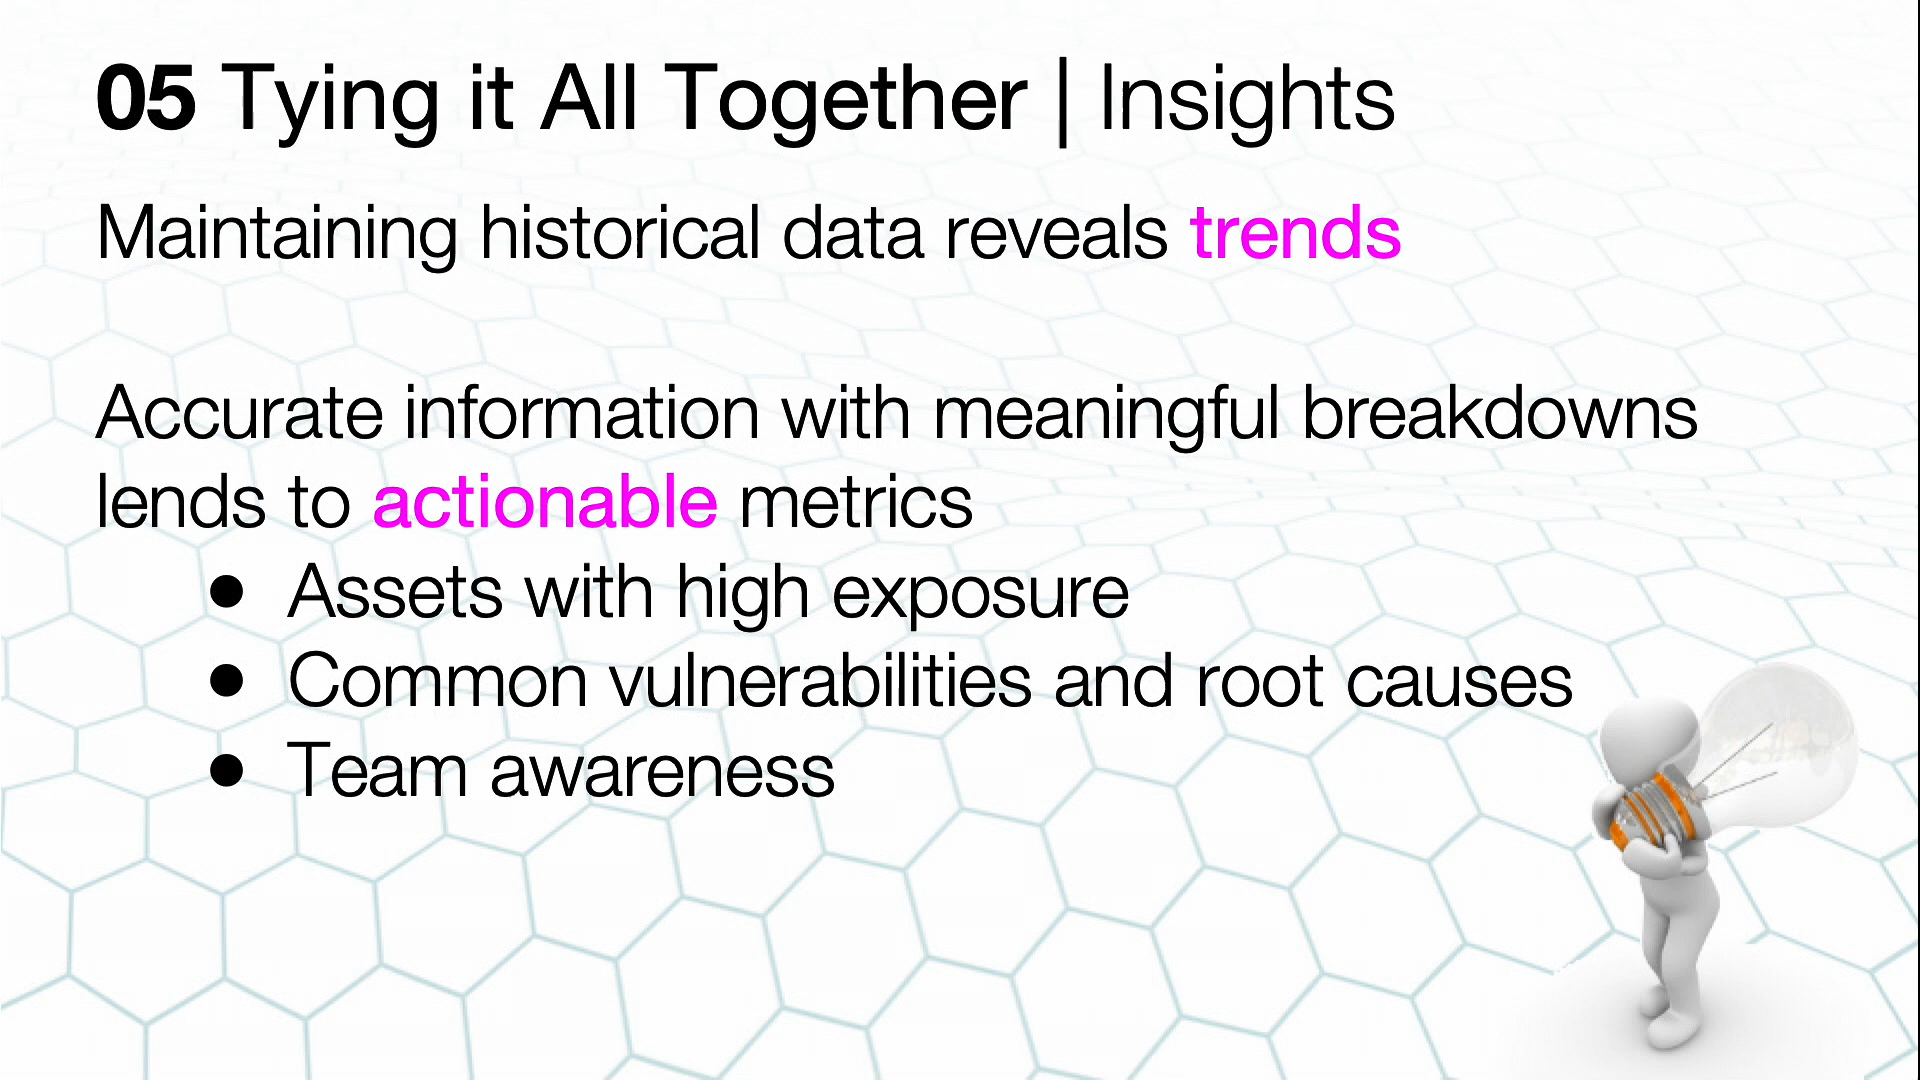 05 Tying it All Together | Insights
Maintaining historical data reveals trends
Accurate information with meaningful breakdowns
lends to actionable metrics
● Assets with high exposure
● Common vulnerabilities and root causes
● Team awareness